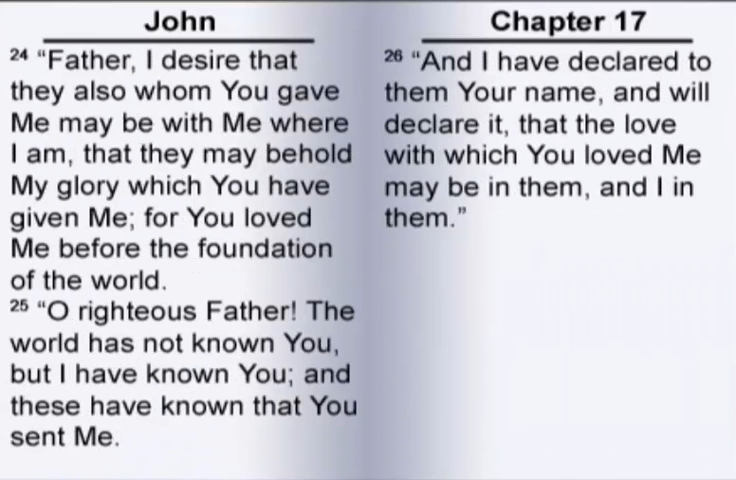 John
24 “Father, I desire that
they also whom You gave
Me may be with Me where
I am, that they may behold
My glory which You have
given Me; for You loved
Me before the foundation
of the world.
25 “O righteous Father! The
world has not known You,
but I have known You; and
these have known that You
sent Me.
Chapter 17
26 “And I have declared to
them Your name, and will
declare it, that the love
with which You loved Me
may be in them, and I in
them.”